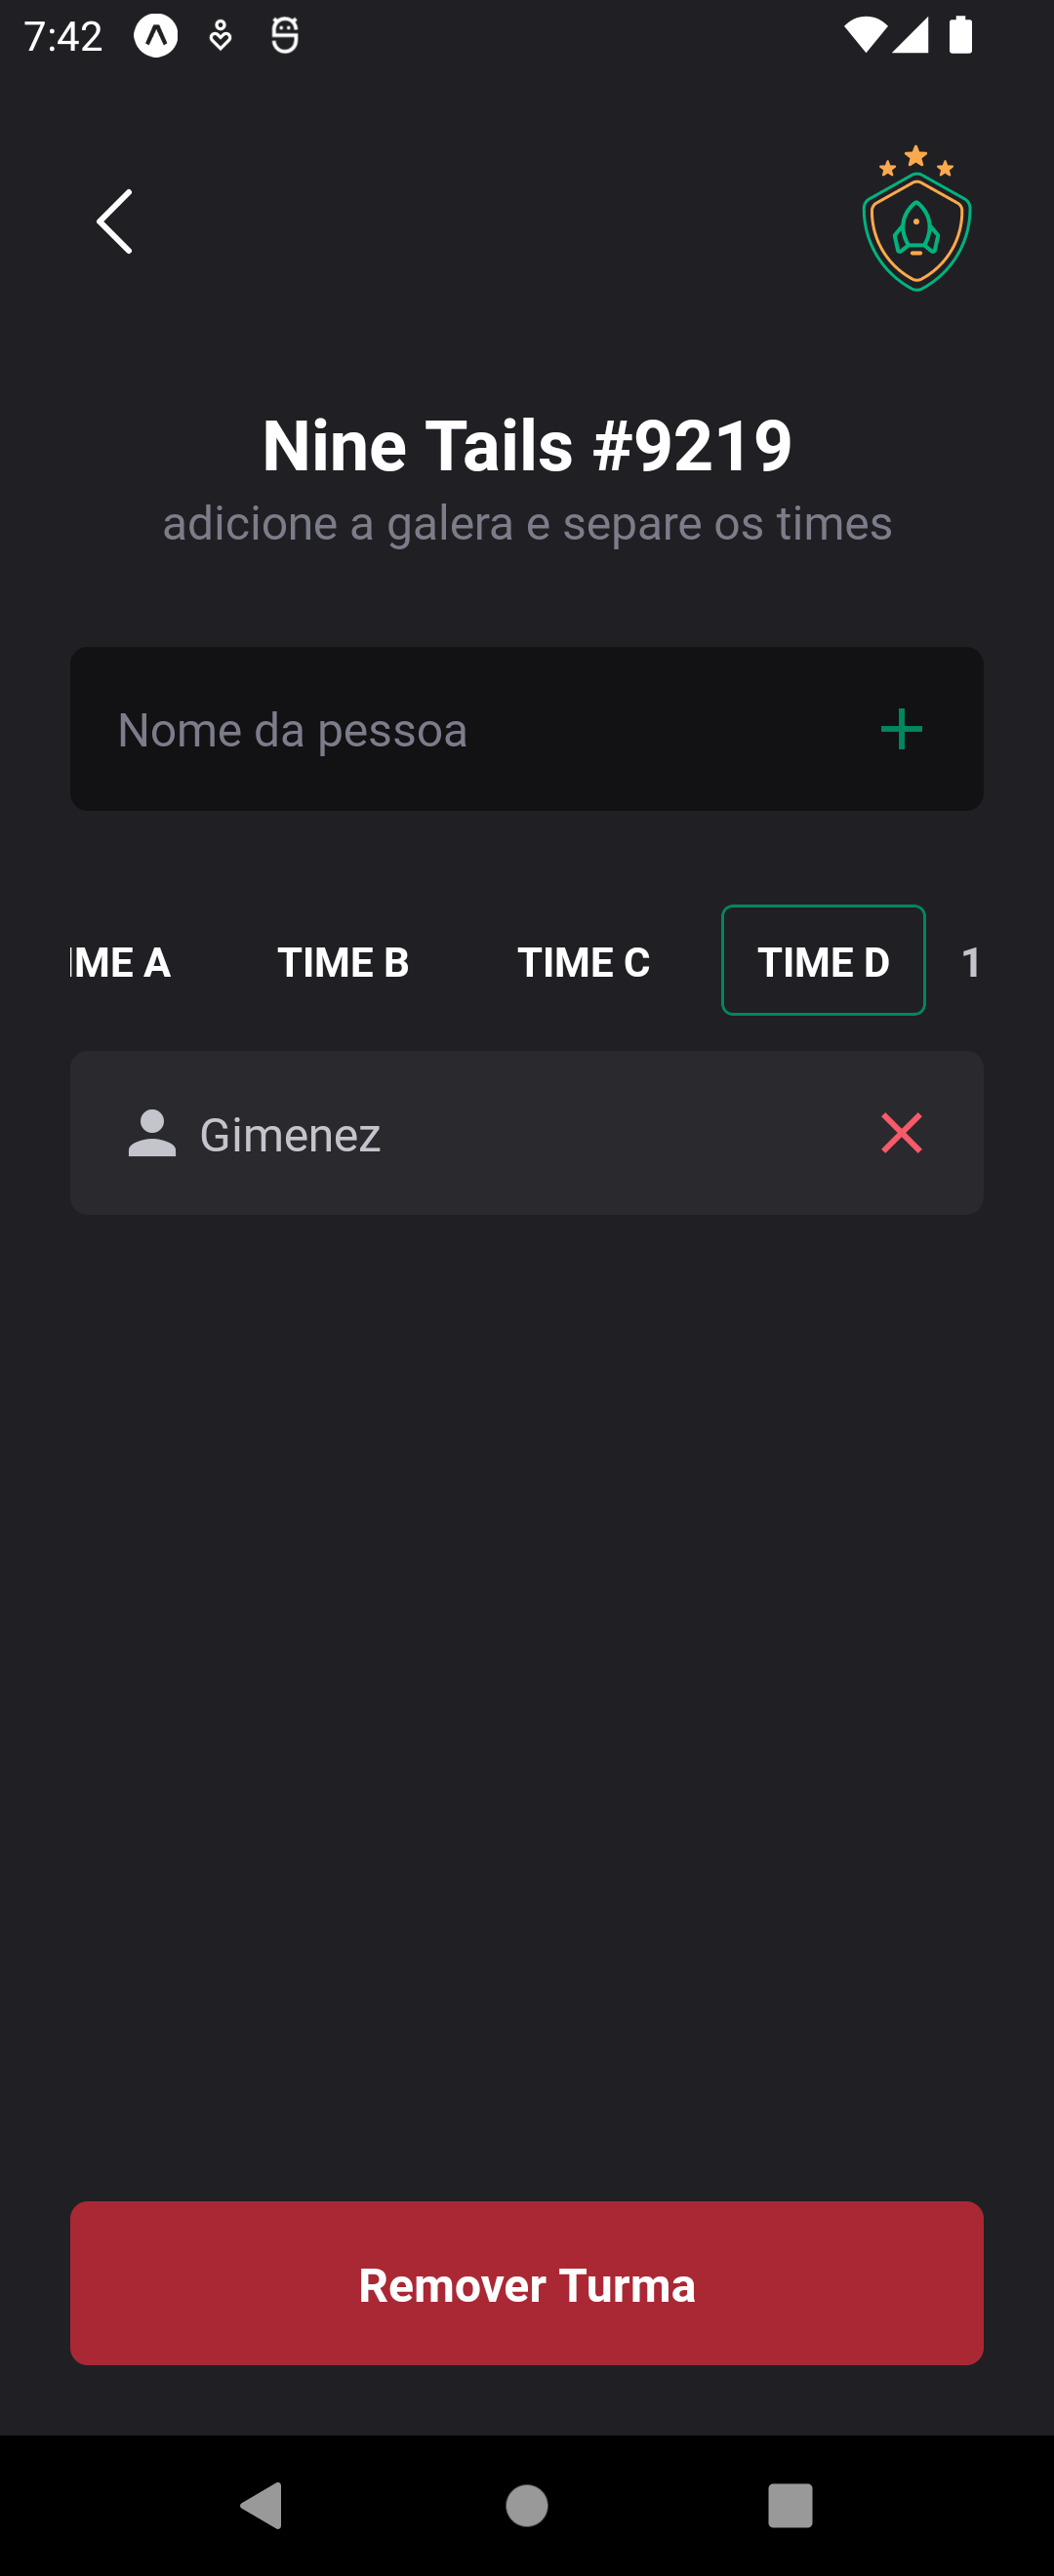 7:42
Nine Tails #9219
adicione a galera e separe os times
Nome da pessoa
IME A TIME B TIME C TIME D 1
Gimenez
Remover Turma